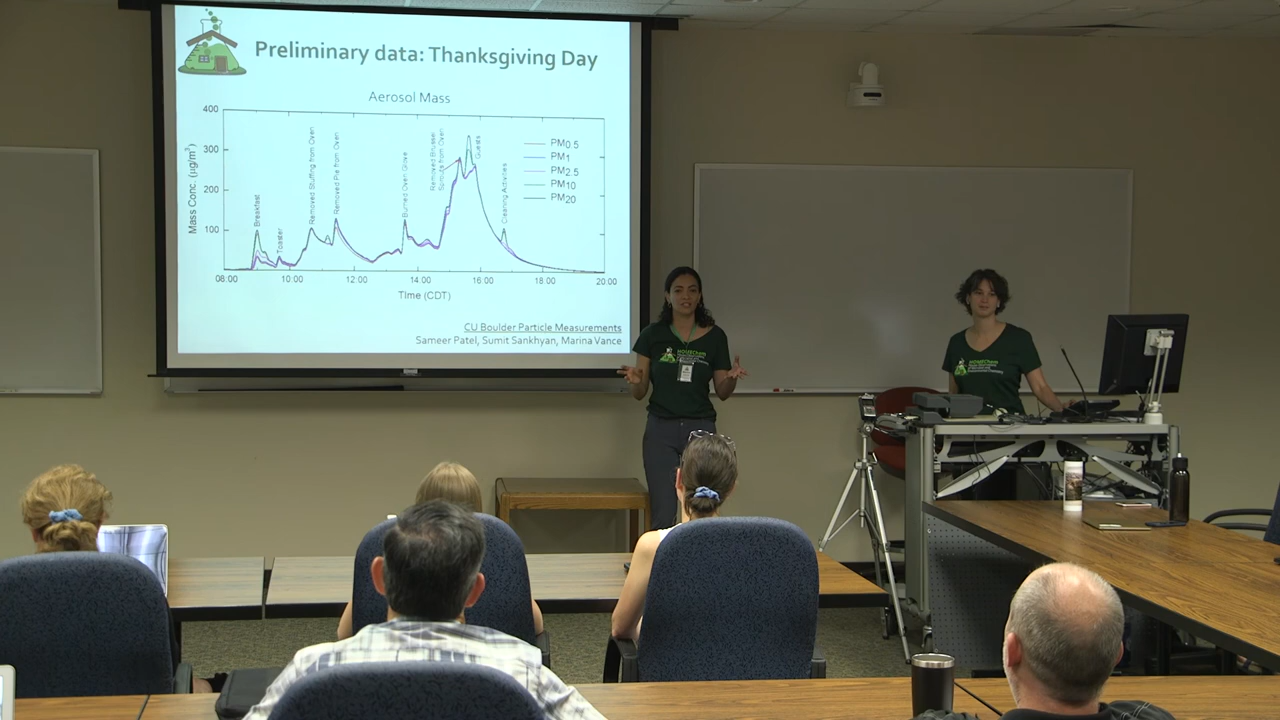 Preliminary data: Thanksgiving Day
Aerosol Mass
400
300
200
100
Mass Conc. (µg/m³)
Breakfast
Toaster
Removed Stuffing from Oven
Removed Pie from Oven
Burned Oven Glove
Removed Brussel
Sprouts from Oven
Guests
Cleaning Activities
PM0.5
PM1
PM2.5
PM10
PM20
08:00
10:00
12:00
14:00
16:00
18:00
20:00
Time (CDT)
CU Boulder Particle Measurements
Sameer Patel, Sumit Sankhyan, Marina Vance
HOMEChem
HOMEChem